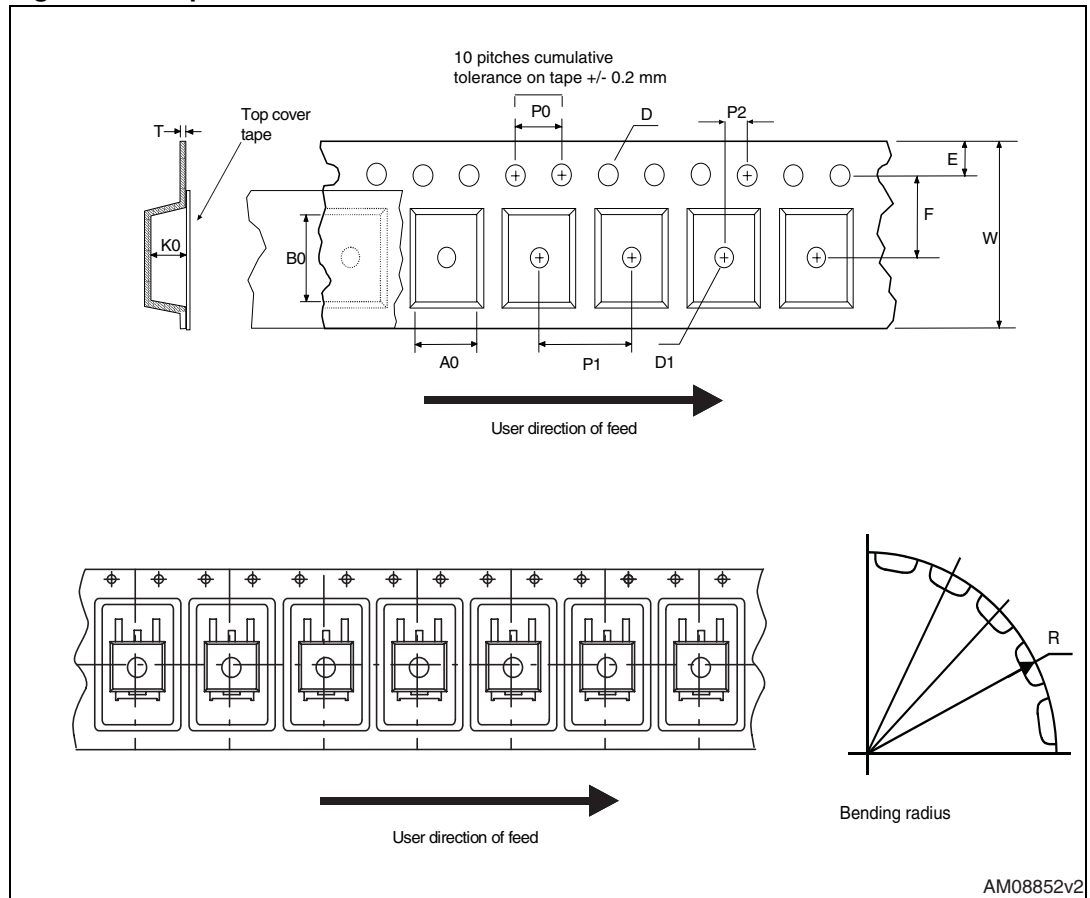 10 pitches cumulative
tolerance on tape +/- 0.2 mm
T
Top cover
tape
P0
D
P2
E
F
W
K0
B0
A0
P1
D1
User direction of feed
R
Bending radius
User direction of feed
AM08852v2